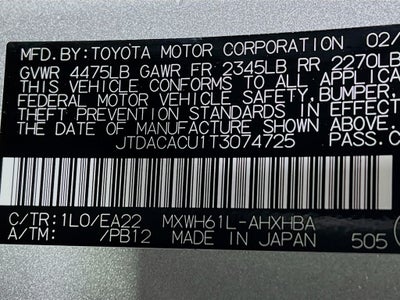 MFD.BY:TOYOTA MOTOR CORPORATION 02/
GVWR 4475LB GAWR FR 2345LB RR 2270LB
THIS VEHICLE CONFORMS TO ALL APPLICA
FEDERAL MOTOR VEHICLE SAFETY, BUMPER,
THEFT PREVENTION STANDARDS IN EFFECT
THE DATE OF MANUFACTURE SHOWN ABOVE.
JTDACACU1T3074725 PASS.C
C/TR:1L0/EA22 MXWH61L-AHXHBA
A/TM: /PB12 MADE IN JAPAN 505